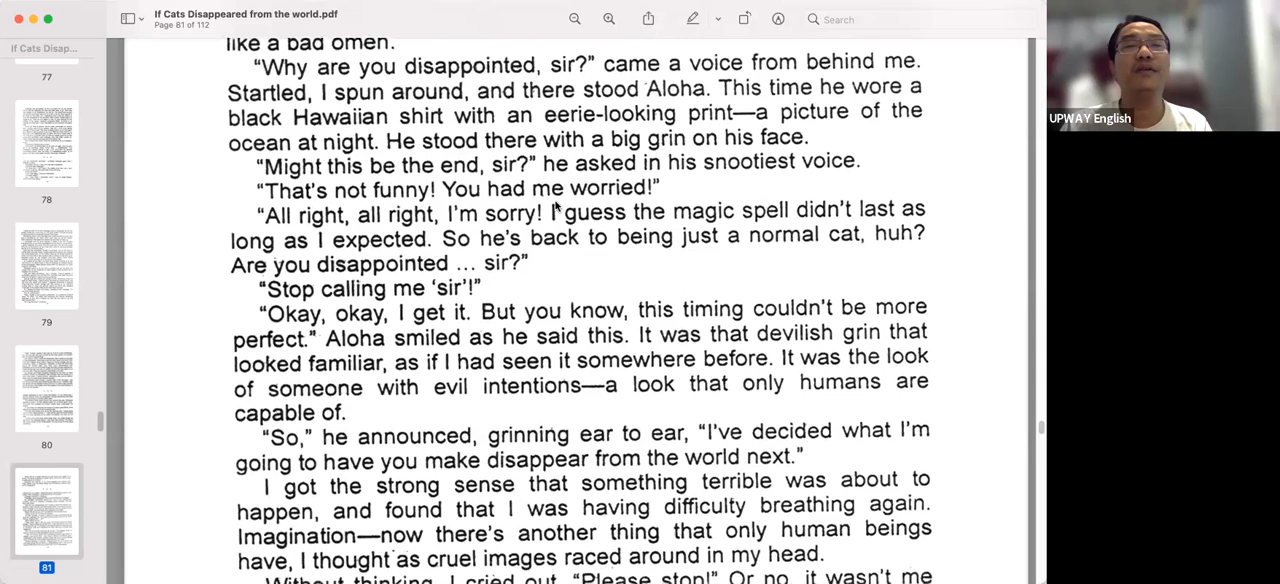 If Cats Disappeared from the world.pdf
Page 81 of 112
Search
If Cats Disap...
77
78
79
80
81
UPWAY English
like a bad omen.
“Why are you disappointed, sir?” came a voice from behind me.
Startled, I spun around, and there stood Aloha. This time he wore a
black Hawaiian shirt with an eerie-looking print—a picture of the
ocean at night. He stood there with a big grin on his face.
“Might this be the end, sir?” he asked in his snootiest voice.
“That’s not funny! You had me worried!”
“All right, all right, I’m sorry! I guess the magic spell didn’t last as
long as I expected. So he’s back to being just a normal cat, huh?
Are you disappointed ... sir?”
“Stop calling me ‘sir’!”
“Okay, okay, I get it. But you know, this timing couldn’t be more
perfect.” Aloha smiled as he said this. It was that devilish grin that
looked familiar, as if I had seen it somewhere before. It was the look
of someone with evil intentions—a look that only humans are
capable of.
“So,” he announced, grinning ear to ear, “I’ve decided what I’m
going to have you make disappear from the world next.”
I got the strong sense that something terrible was about to
happen, and found that I was having difficulty breathing again.
Imagination—now there’s another thing that only human beings
have, I thought as cruel images raced around in my head.
Without thinking, I cried out, “Please stop!” Or no, it wasn’t me